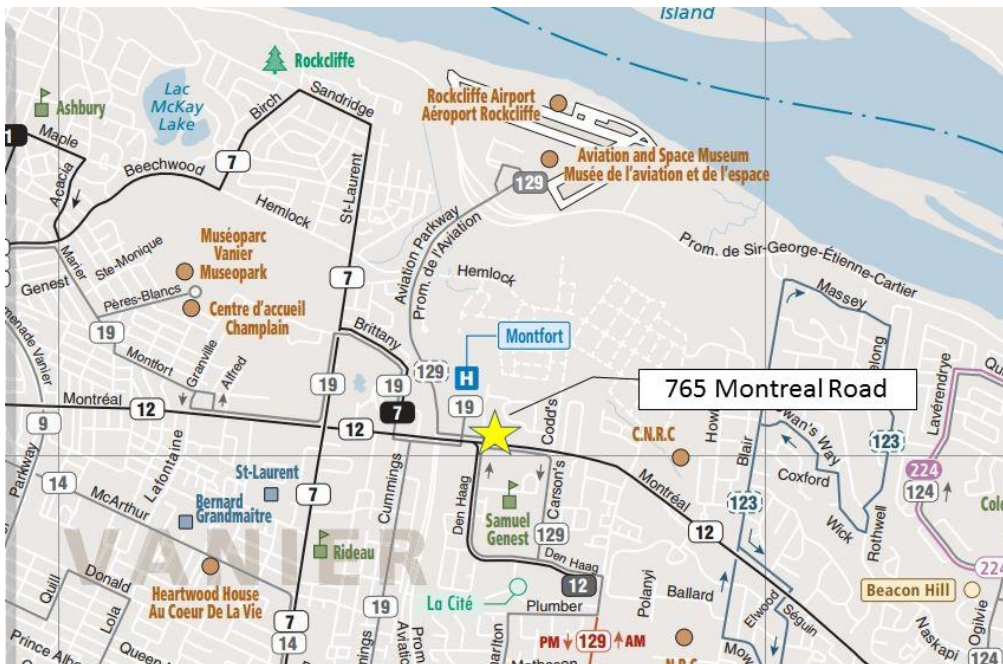 Island
Rockcliffe
Ashbury
Lac
McKay
Lake
Birch
Sandridge
Rockcliffe Airport
Aéroport Rockcliffe
1
Maple
7
Acacia
Beechwood
St-Laurent
Aviation and Space Museum
Musée de l'aviation et de l'espace
129
Hemlock
Muséoparc
Vanier
Museopark
Marier
Ste-Monique
Genest
Pères-Blancs
Centre d'accueil
Champlain
7
Aviation Parkway
Prom. de l'Aviation
Hemlock
Prom. de Sir-George-Étienne-Cartier
Massey
19
Montfort
Granville
Alfred
Brittany
Montfort
H
129
19
19
19
7
765 Montreal Road
Lavérendrye
Montréal
12
12
9
Parkway
14
McArthur
Lafontaine
St-Laurent
Bernard
Grandmaître
7
Cummings
Den Haag
Codd's
Carson's
C.N.R.C
Blair
Coxford
123
224
124
Montréal
123
12
Wick
Rothwell
Samuel
Genest
129
VANIER
Rideau
Heartwood House
Au Coeur De La Vie
Donald
Quill
Lola
La Cité
Den Haag
12
Plumber
Polanyi
Ballard
Elwood
Séguin
Beacon Hill
224
Ogilvie
Naskapi
124
7
14
19
PM
129
AM